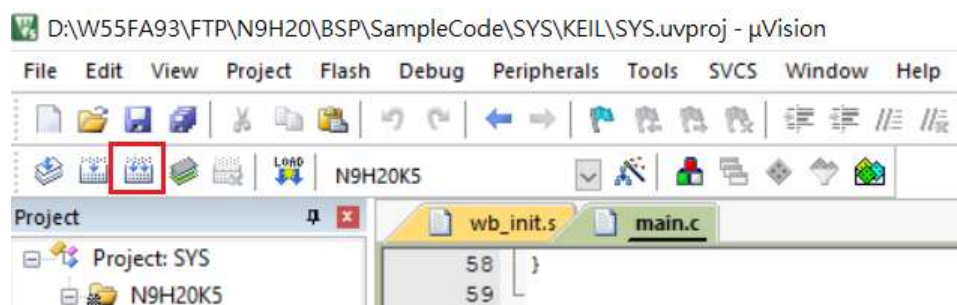 D:\W55FA93\FTP\N9H20\BSP\SampleCode\SYS\KEIL\SYS.uvproj - µVision
File Edit View Project Flash Debug Peripherals Tools SVCS Window Help
LOAD N9H20K5
Project wb_init.s main.c
Project: SYS 58 }
N9H20K5 59